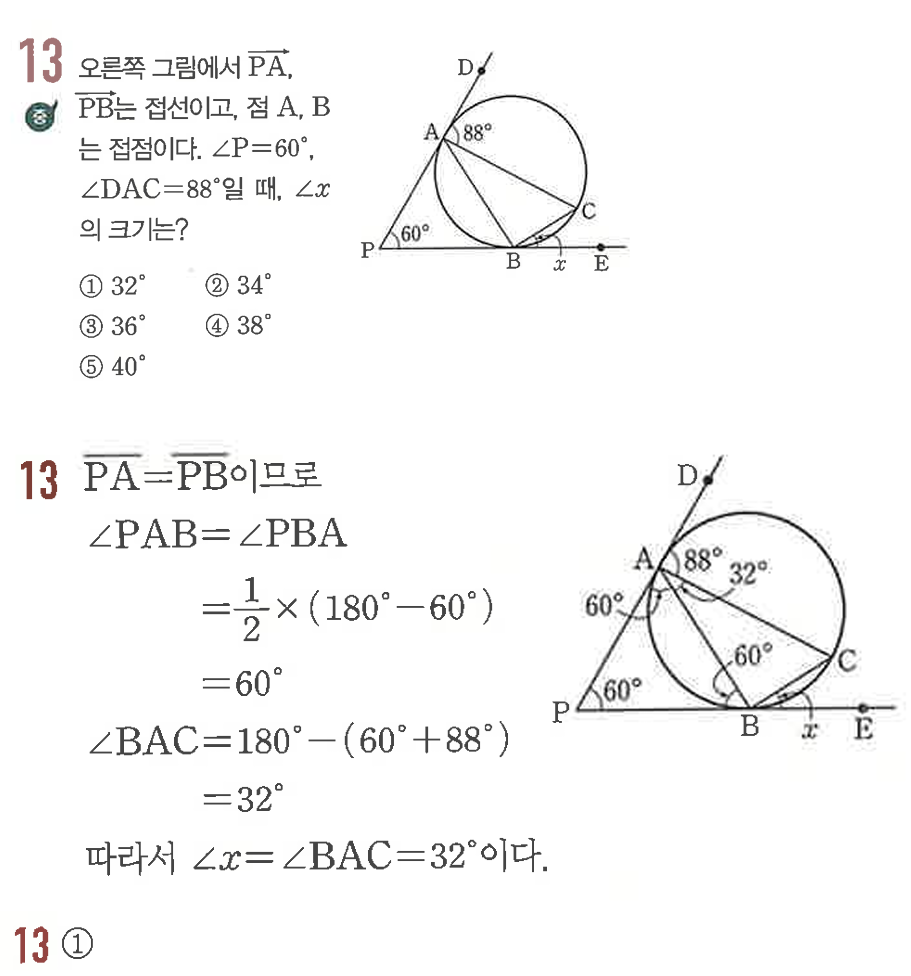 13 오른쪽 그림에서 PA,
중 PB는 접선이고, 점 A, B
는 접점이다. ∠P=60°,
∠DAC=88°일 때, ∠x
의 크기는?
① 32° ② 34°
③ 36° ④ 38°
⑤ 40°
D
A 88°
C
P 60°
B x E
13 PA=PB이므로
∠PAB=∠PBA
=1/2×(180°-60°)
=60°
∠BAC=180°-(60°+88°)
=32°
따라서 ∠x=∠BAC=32°이다.
D
A 88° 32°
60°
60° C
P 60°
B x E
13 ①